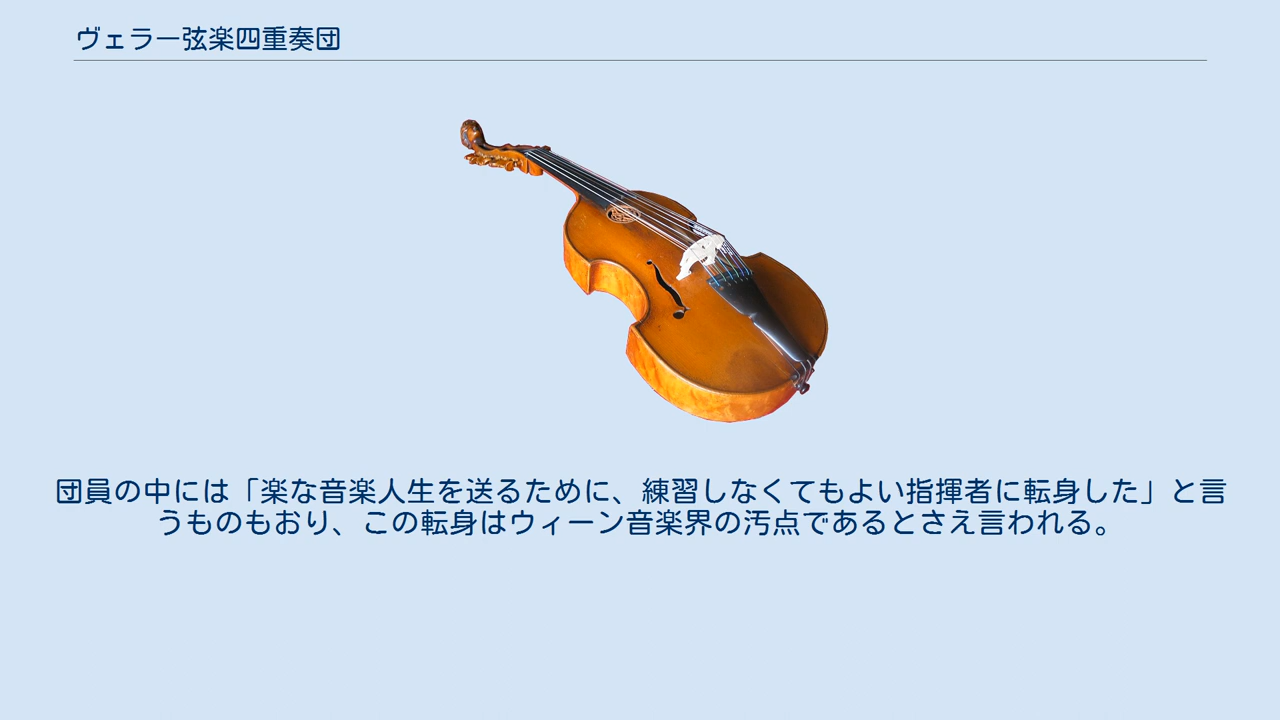 ヴェラー弦楽四重奏団
団員の中には「楽な音楽人生を送るために、練習しなくてもよい指揮者に転身した」と言
うものもおり、この転身はウィーン音楽界の汚点であるとさえ言われる。